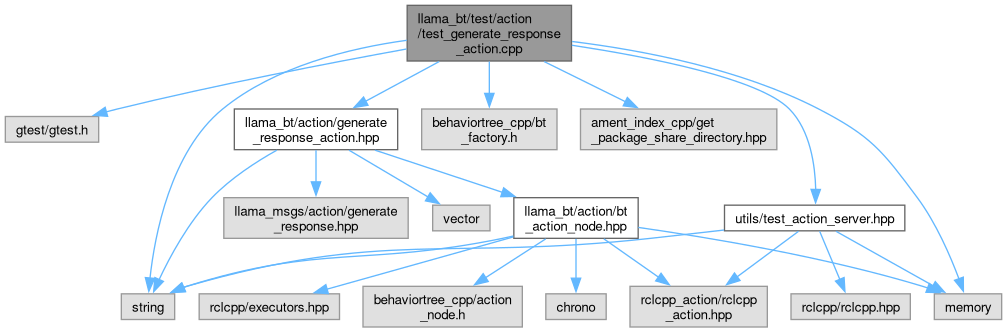 llama_bt/test/action
/test_generate_response
_action.cpp
gtest/gtest.h
llama_bt/action/generate
_response_action.hpp
behaviortree_cpp/bt
_factory.h
ament_index_cpp/get
_package_share_directory.hpp
llama_msgs/action/generate
_response.hpp
vector
llama_bt/action/bt
_action_node.hpp
utils/test_action_server.hpp
string
rclcpp/executors.hpp
behaviortree_cpp/action
_node.h
chrono
rclcpp_action/rclcpp
_action.hpp
rclcpp/rclcpp.hpp
memory